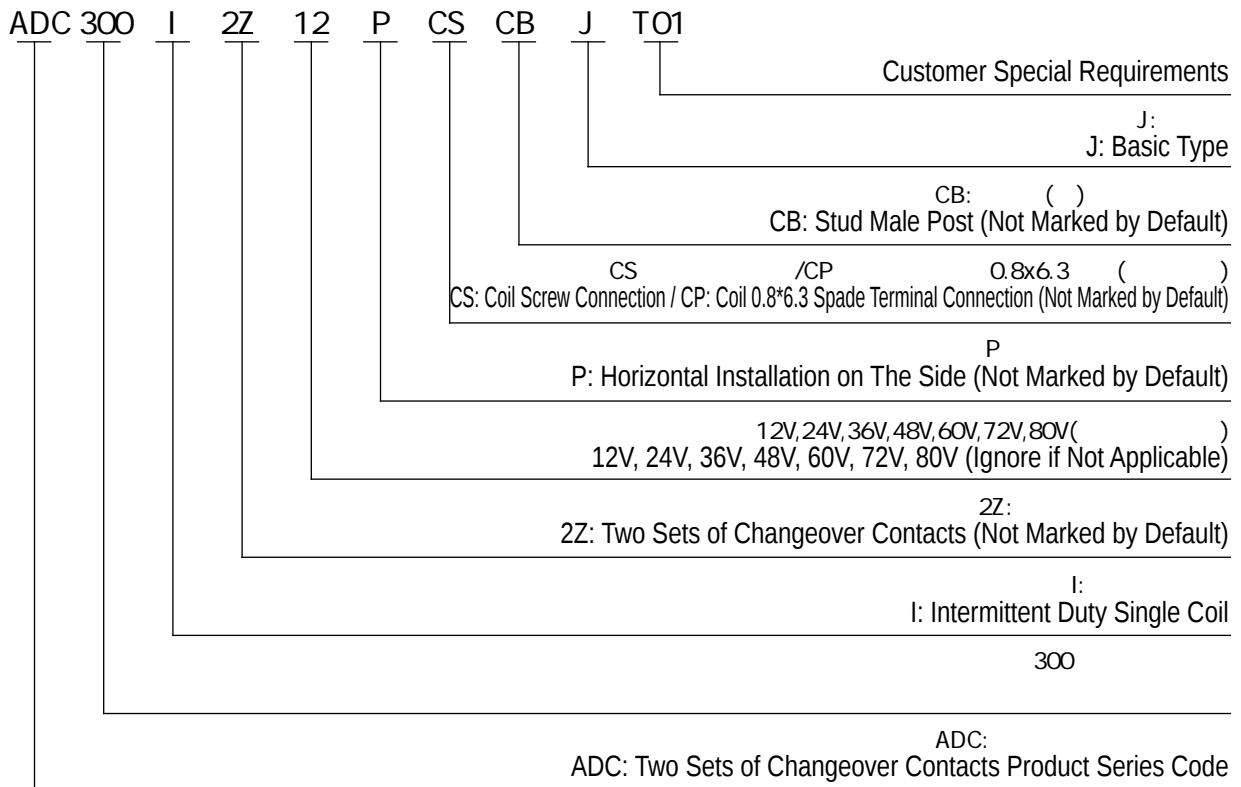 ADC 300 I 2Z 12 P CS CB J T01
Customer Special Requirements
J:
J: Basic Type
CB: ( )
CB: Stud Male Post (Not Marked by Default)
CS /CP 0.8x6.3 ( )
CS: Coil Screw Connection / CP: Coil 0.8*6.3 Spade Terminal Connection (Not Marked by Default)
P
P: Horizontal Installation on The Side (Not Marked by Default)
12V,24V,36V,48V,60V,72V,80V( )
12V, 24V, 36V, 48V, 60V, 72V, 80V (Ignore if Not Applicable)
2Z:
2Z: Two Sets of Changeover Contacts (Not Marked by Default)
I:
I: Intermittent Duty Single Coil
300
ADC:
ADC: Two Sets of Changeover Contacts Product Series Code